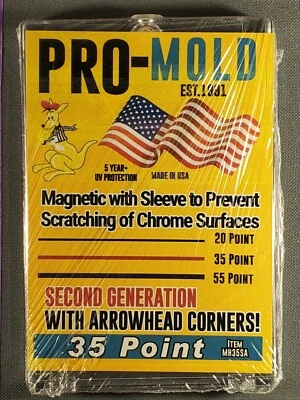 PRO-MOLD
EST.1991
5 YEAR+
UV PROTECTION
MADE IN USA
Magnetic with Sleeve to Prevent
Scratching of Chrome Surfaces
20 POINT
35 POINT
55 POINT
SECOND GENERATION
WITH ARROWHEAD CORNERS!
35 Point
ITEM
MH35SA